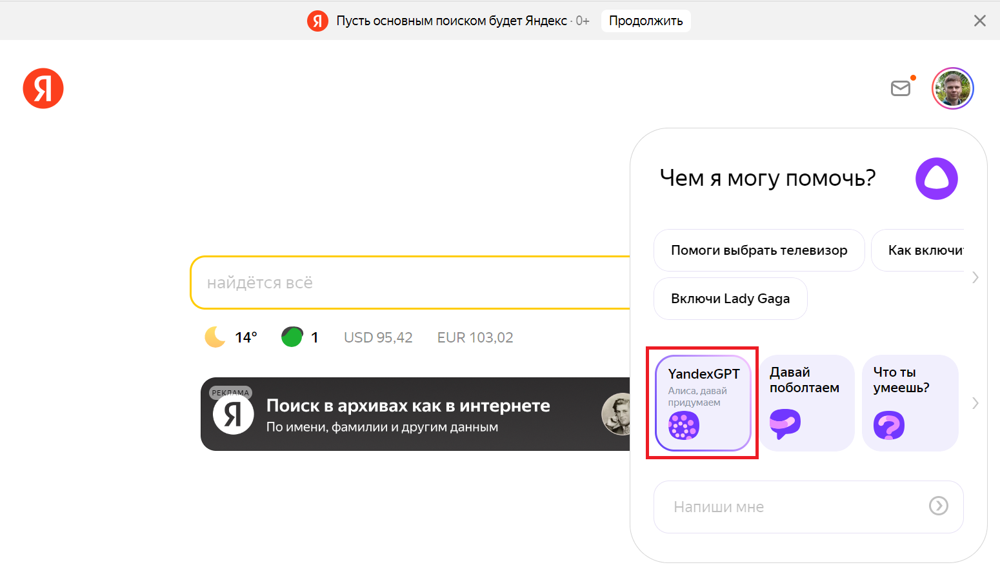 Я Пусть основным поиском будет Яндекс · 0+ Продолжить
Я
Чем я могу помочь?
Помоги выбрать телевизор
Как включи
Включи Lady Gaga
найдётся всё
14° 1 USD 95,42 EUR 103,02
РЕКЛАМА
Я
Поиск в архивах как в интернете
По имени, фамилии и другим данным
YandexGPT
Алиса, давай
придумаем
Давай
поболтаем
Что ты
умеешь?
Напиши мне